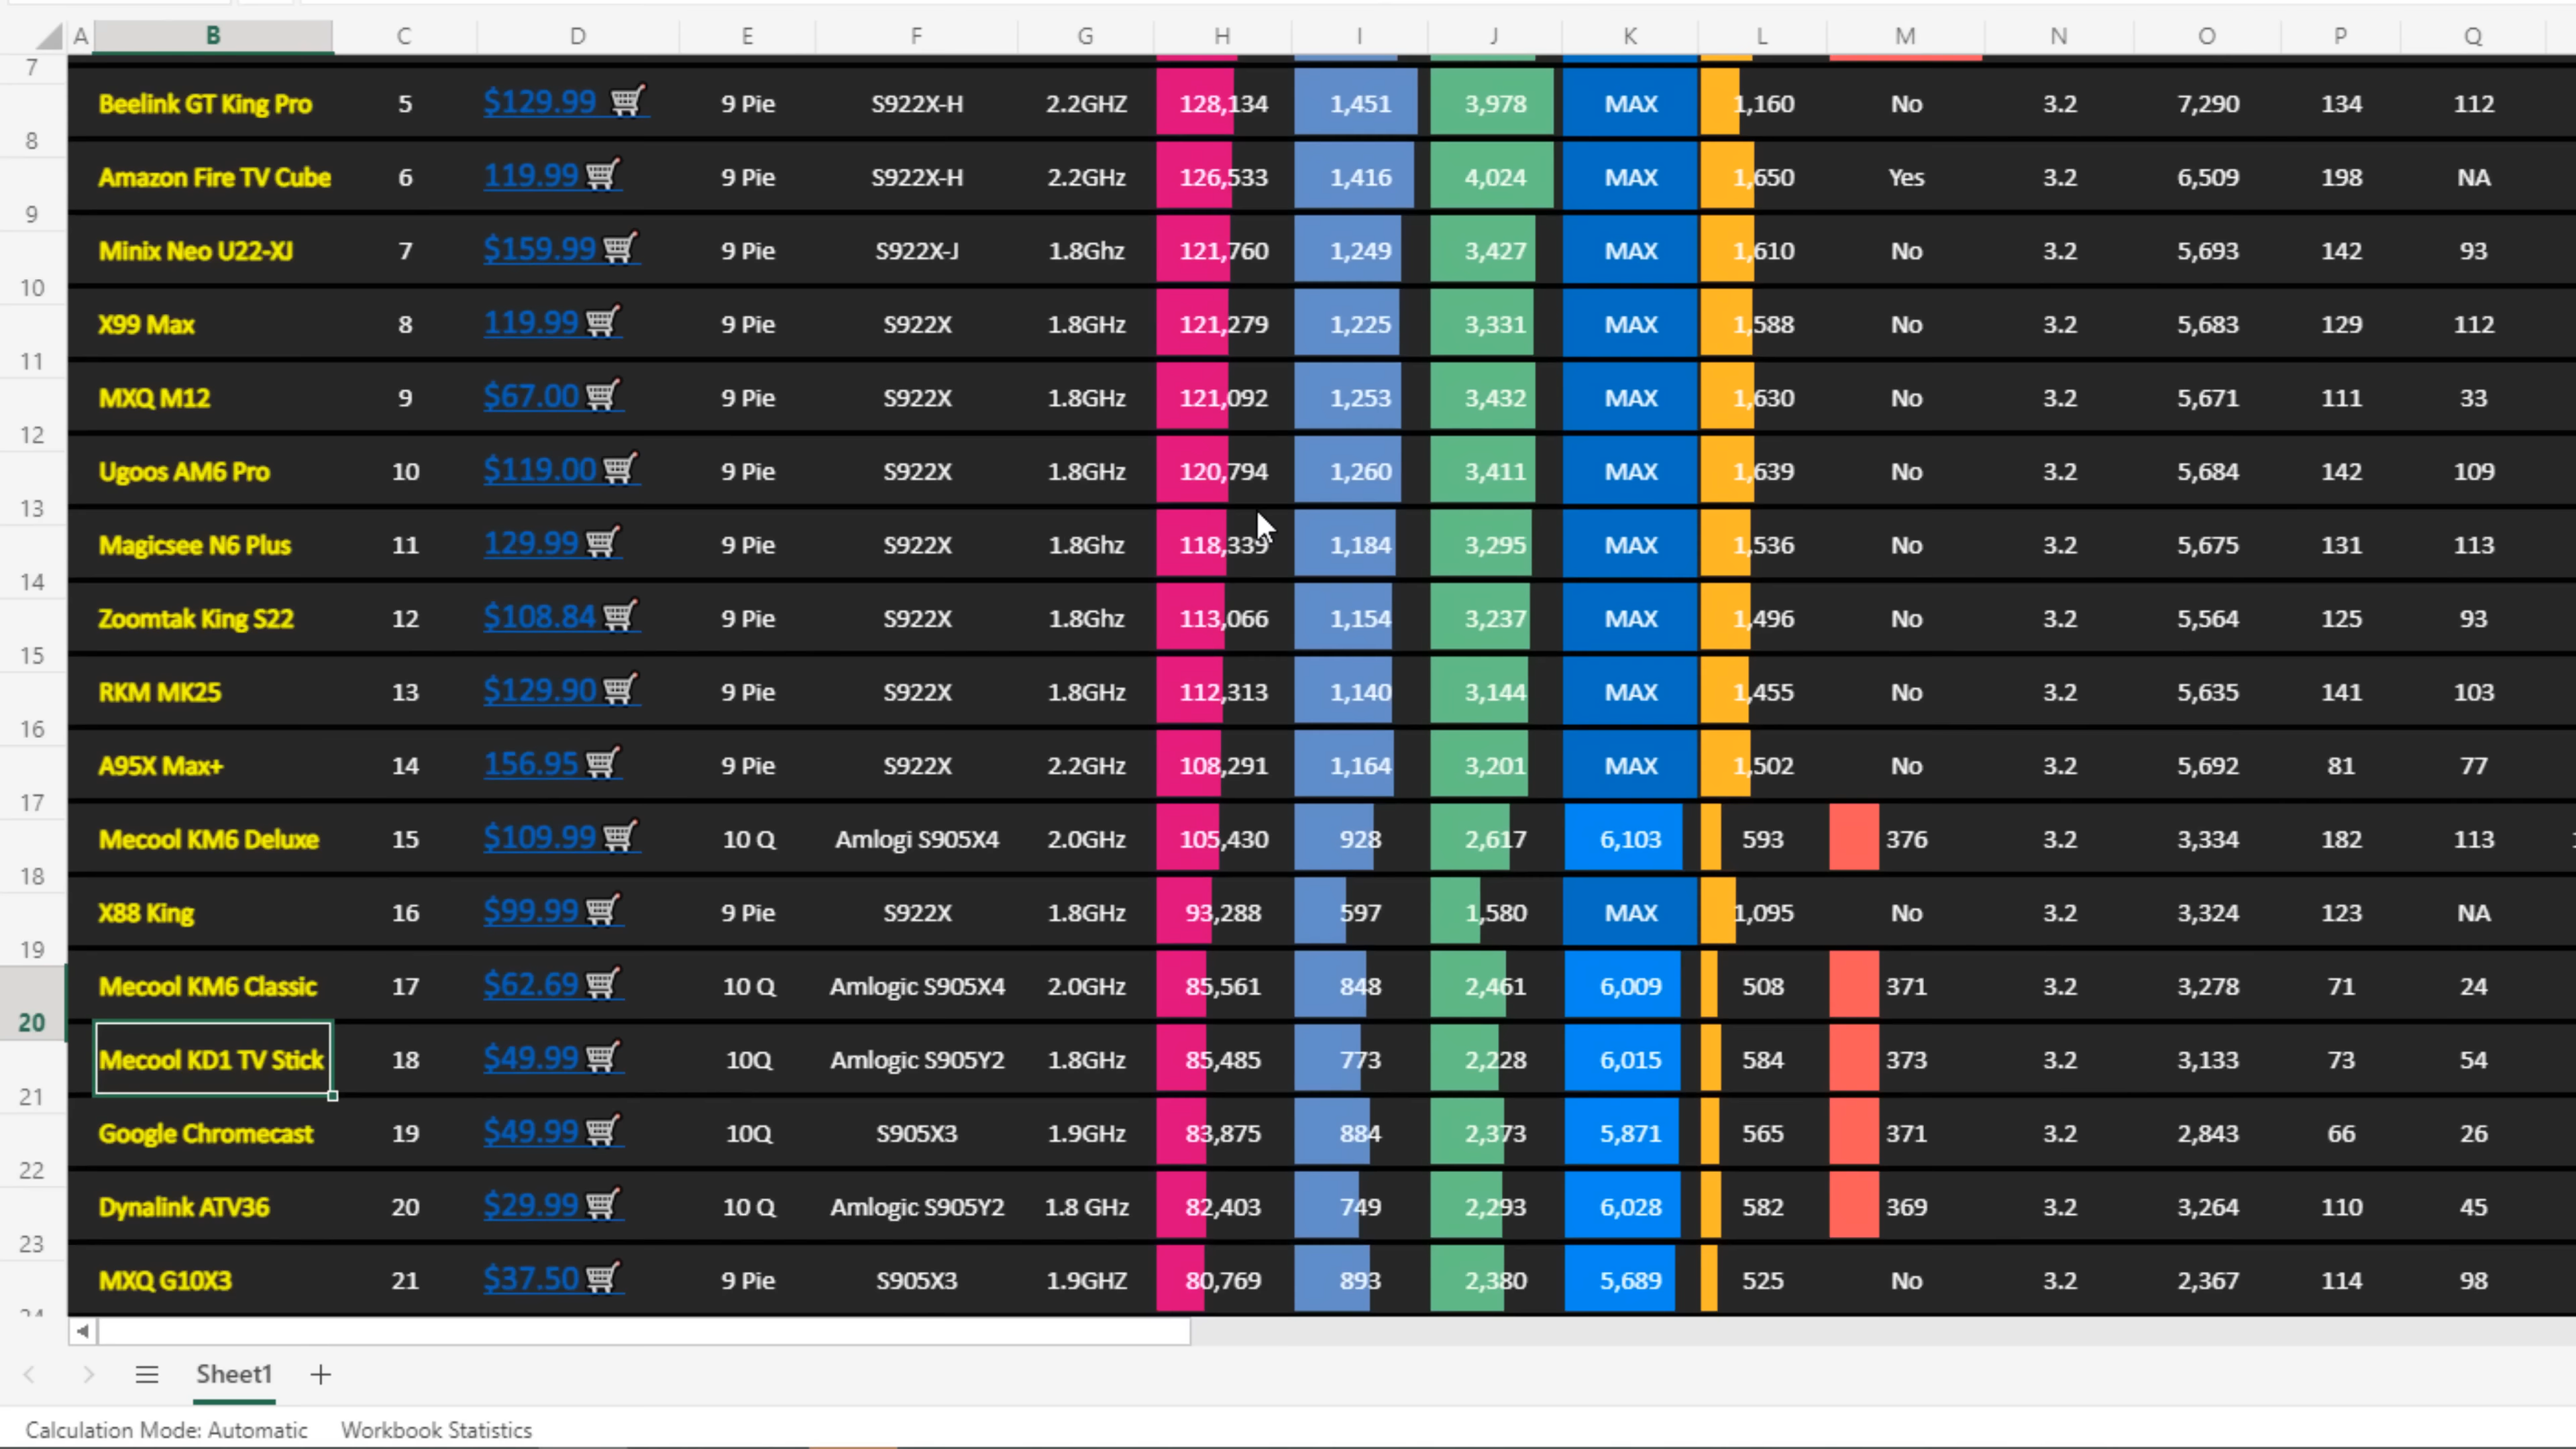 A B C D E F G H I J K L M N O P Q
7
Beelink GT King Pro 5 $129.99 9 Pie S922X-H 2.2GHZ 128,134 1,451 3,978 MAX 1,160 No 3.2 7,290 134 112
8
Amazon Fire TV Cube 6 119.99 9 Pie S922X-H 2.2GHz 126,533 1,416 4,024 MAX 1,650 Yes 3.2 6,509 198 NA
9
Minix Neo U22-XJ 7 $159.99 9 Pie S922X-J 1.8Ghz 121,760 1,249 3,427 MAX 1,610 No 3.2 5,693 142 93
10
X99 Max 8 119.99 9 Pie S922X 1.8GHz 121,279 1,225 3,331 MAX 1,588 No 3.2 5,683 129 112
11
MXQ M12 9 $67.00 9 Pie S922X 1.8GHz 121,092 1,253 3,432 MAX 1,630 No 3.2 5,671 111 33
12
Ugoos AM6 Pro 10 $119.00 9 Pie S922X 1.8GHz 120,794 1,260 3,411 MAX 1,639 No 3.2 5,684 142 109
13
Magicsee N6 Plus 11 129.99 9 Pie S922X 1.8Ghz 118,339 1,184 3,295 MAX 1,536 No 3.2 5,675 131 113
14
Zoomtak King S22 12 $108.84 9 Pie S922X 1.8Ghz 113,066 1,154 3,237 MAX 1,496 No 3.2 5,564 125 93
15
RKM MK25 13 $129.90 9 Pie S922X 1.8GHz 112,313 1,140 3,144 MAX 1,455 No 3.2 5,635 141 103
16
A95X Max+ 14 156.95 9 Pie S922X 2.2GHz 108,291 1,164 3,201 MAX 1,502 No 3.2 5,692 81 77
17
Mecool KM6 Deluxe 15 $109.99 10 Q Amlogi S905X4 2.0GHz 105,430 928 2,617 6,103 593 376 3.2 3,334 182 113
18
X88 King 16 $99.99 9 Pie S922X 1.8GHz 93,288 597 1,580 MAX 1,095 No 3.2 3,324 123 NA
19
Mecool KM6 Classic 17 $62.69 10 Q Amlogic S905X4 2.0GHz 85,561 848 2,461 6,009 508 371 3.2 3,278 71 24
20
Mecool KD1 TV Stick 18 $49.99 10Q Amlogic S905Y2 1.8GHz 85,485 773 2,228 6,015 584 373 3.2 3,133 73 54
21
Google Chromecast 19 $49.99 10Q S905X3 1.9GHz 83,875 884 2,373 5,871 565 371 3.2 2,843 66 26
22
Dynalink ATV36 20 $29.99 10 Q Amlogic S905Y2 1.8 GHz 82,403 749 2,293 6,028 582 369 3.2 3,264 110 45
23
MXQ G10X3 21 $37.50 9 Pie S905X3 1.9GHZ 80,769 893 2,380 5,689 525 No 3.2 2,367 114 98
24
Sheet1
Calculation Mode: Automatic Workbook Statistics